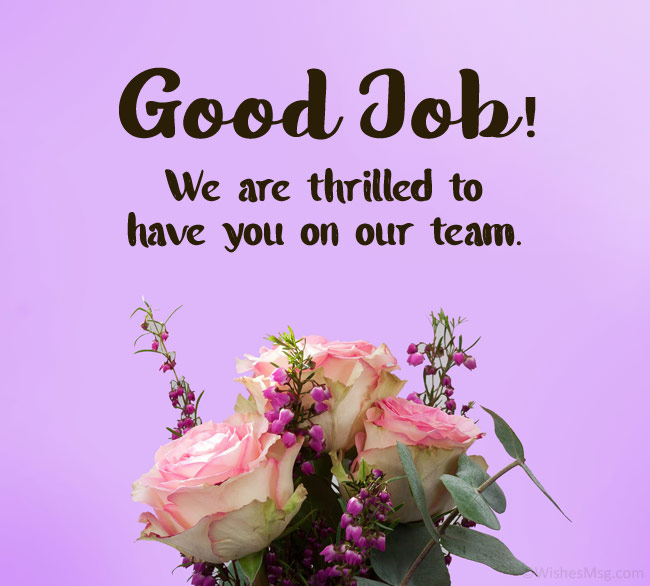 Good Job!
We are thrilled to
have you on our team.
©WishesMsg.com